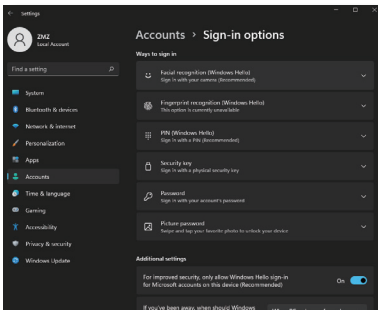 Settings
ZMZ
Local Account
Find a setting
System
Bluetooth & devices
Network & internet
Personalization
Apps
Accounts
Time & language
Gaming
Accessibility
Privacy & security
Windows Update
Accounts > Sign-in options
Ways to sign in
Facial recognition (Windows Hello)
Sign in with your camera (Recommended)
Fingerprint recognition (Windows Hello)
This option is currently unavailable
PIN (Windows Hello)
Sign in with a PIN (Recommended)
Security key
Sign in with a physical security key
Password
Sign in with your account's password
Picture password
Swipe and tap your favorite photo to unlock your device
Additional settings
For improved security, only allow Windows Hello sign-in
for Microsoft accounts on this device (Recommended)
On
If you've been away, when should Windows